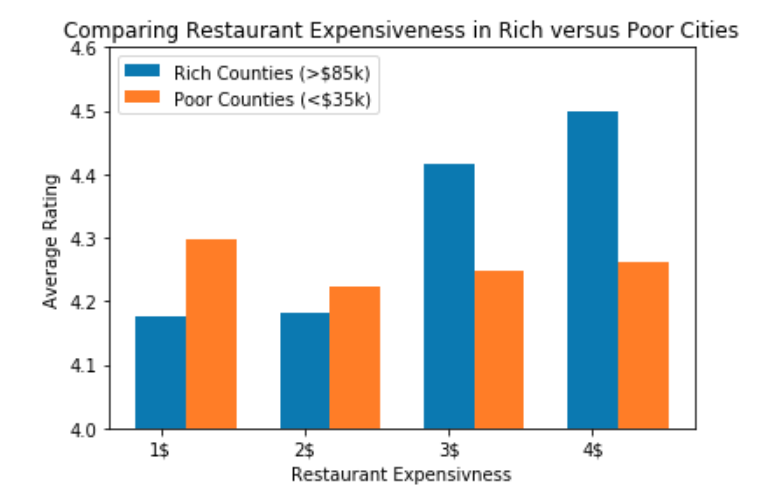 Comparing Restaurant Expensiveness in Rich versus Poor Cities
Rich Counties (>$85k)
Poor Counties (<$35k)
Average Rating
4.6
4.5
4.4
4.3
4.2
4.1
4.0
1$ 2$ 3$ 4$
Restaurant Expensivness